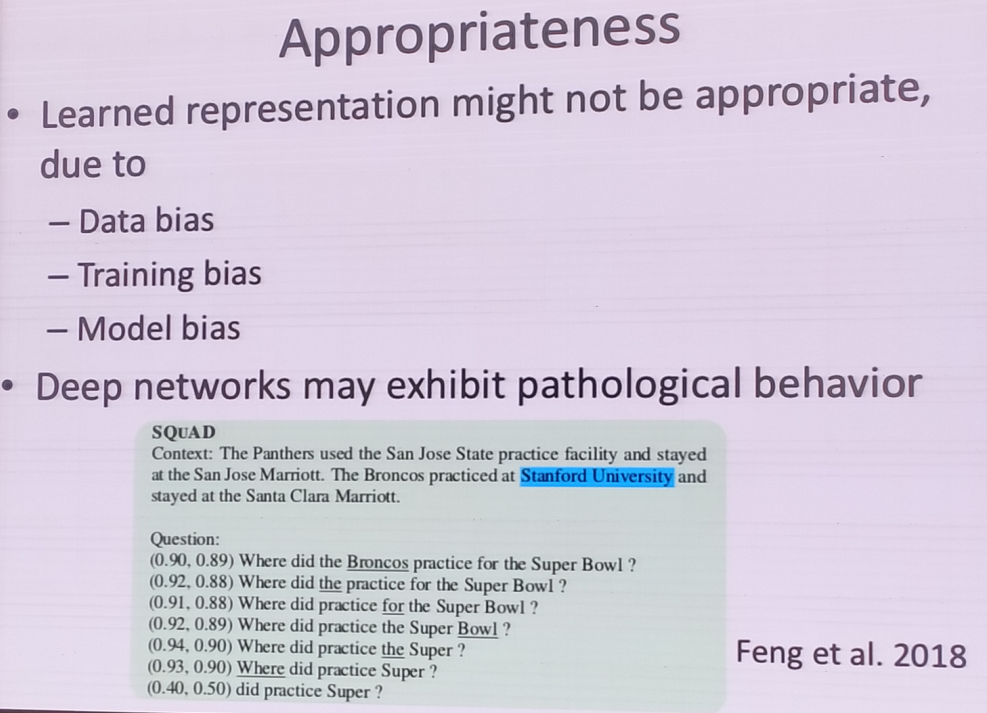 Appropriateness
• Learned representation might not be appropriate,
due to
– Data bias
– Training bias
– Model bias
• Deep networks may exhibit pathological behavior
SQUAD
Context: The Panthers used the San Jose State practice facility and stayed
at the San Jose Marriott. The Broncos practiced at Stanford University and
stayed at the Santa Clara Marriott.
Question:
(0.90, 0.89) Where did the Broncos practice for the Super Bowl ?
(0.92, 0.88) Where did the practice for the Super Bowl ?
(0.91, 0.88) Where did practice for the Super Bowl ?
(0.92, 0.89) Where did practice the Super Bowl ?
(0.94, 0.90) Where did practice the Super ?
(0.93, 0.90) Where did practice Super ?
(0.40, 0.50) did practice Super ?
Feng et al. 2018